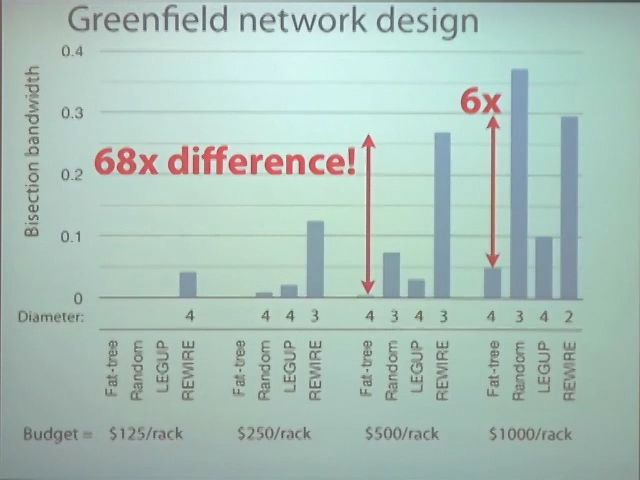 Greenfield network design
0.4
0.3
0.2
0.1
0
Bisection bandwidth
68x difference!
6x
Diameter: 4 4 4 3 4 3 4 3 4 3 4 2
Fat-tree Random LEGUP REWIRE Fat-tree Random LEGUP REWIRE Fat-tree Random LEGUP REWIRE Fat-tree Random LEGUP REWIRE
Budget = $125/rack $250/rack $500/rack $1000/rack